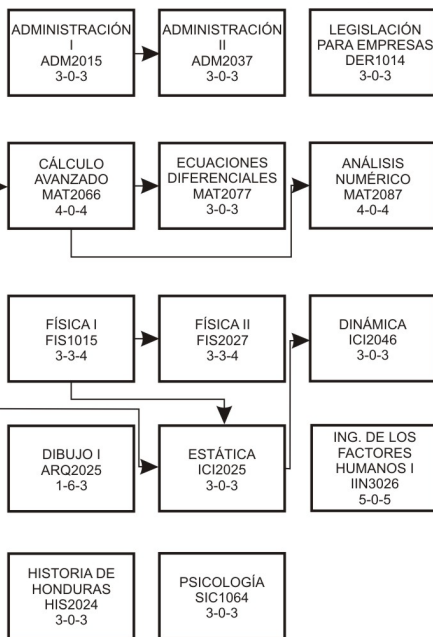 ADMINISTRACIÓN
I
ADM2015
3-0-3
ADMINISTRACIÓN
II
ADM2037
3-0-3
LEGISLACIÓN
PARA EMPRESAS
DER1014
3-0-3
CÁLCULO
AVANZADO
MAT2066
4-0-4
ECUACIONES
DIFERENCIALES
MAT2077
3-0-3
ANÁLISIS
NUMÉRICO
MAT2087
4-0-4
FÍSICA I
FIS1015
3-3-4
FÍSICA II
FIS2027
3-3-4
DINÁMICA
ICI2046
3-0-3
DIBUJO I
ARQ2025
1-6-3
ESTÁTICA
ICI2025
3-0-3
ING. DE LOS
FACTORES
HUMANOS I
IIN3026
5-0-5
HISTORIA DE
HONDURAS
HIS2024
3-0-3
PSICOLOGÍA
SIC1064
3-0-3